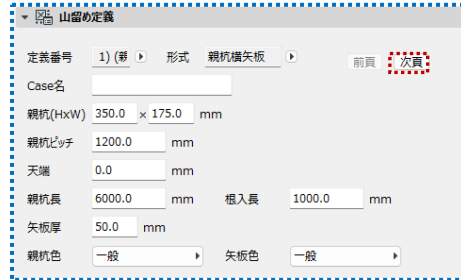 山留め定義
定義番号 1) (親 形式 親杭横矢板 前頁 次頁
Case名
親杭(HxW) 350.0 × 175.0 mm
親杭ピッチ 1200.0 mm
天端 0.0 mm
親杭長 6000.0 mm 根入長 1000.0 mm
矢板厚 50.0 mm
親杭色 一般 矢板色 一般